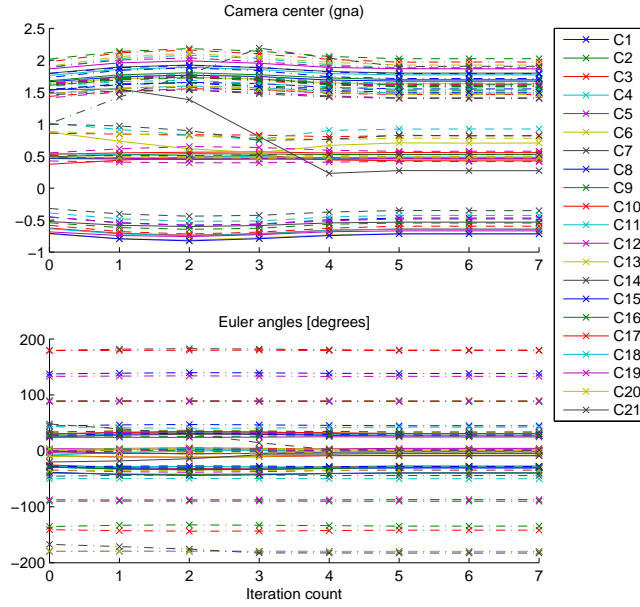 Camera center (gna)
2.5
2
1.5
1
0.5
0
−0.5
−1
0 1 2 3 4 5 6 7
Euler angles [degrees]
200
100
0
−100
−200
0 1 2 3 4 5 6 7
Iteration count
C1
C2
C3
C4
C5
C6
C7
C8
C9
C10
C11
C12
C13
C14
C15
C16
C17
C18
C19
C20
C21